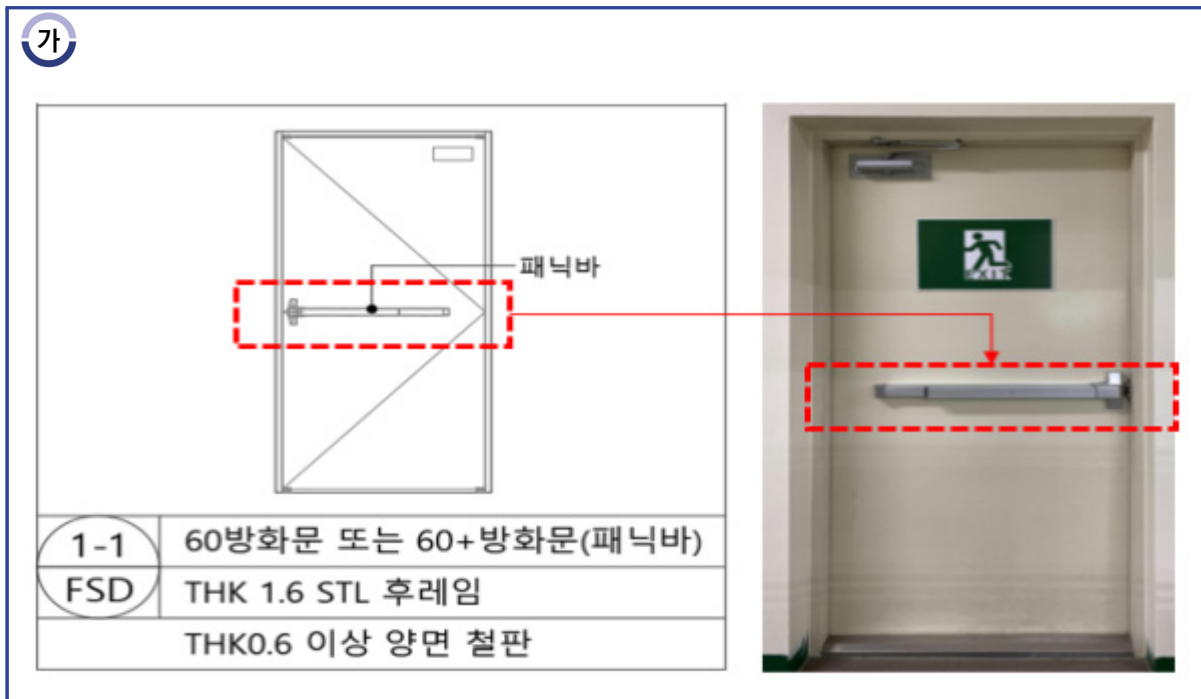 가
패닉바
EXIT
1-1
60방화문 또는 60+방화문(패닉바)
FSD
THK 1.6 STL 후레임
THK0.6 이상 양면 철판